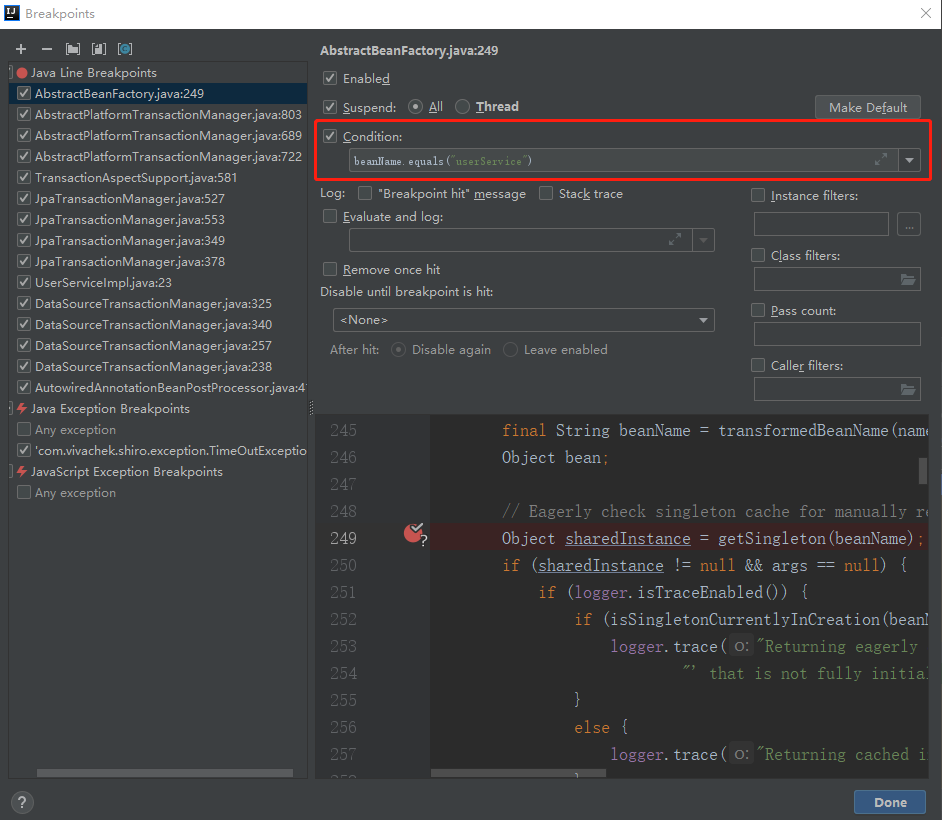 Breakpoints
Java Line Breakpoints
AbstractBeanFactory.java:249
AbstractPlatformTransactionManager.java:803
AbstractPlatformTransactionManager.java:689
AbstractPlatformTransactionManager.java:722
TransactionAspectSupport.java:581
JpaTransactionManager.java:527
JpaTransactionManager.java:553
JpaTransactionManager.java:349
JpaTransactionManager.java:378
UserServiceImpl.java:23
DataSourceTransactionManager.java:325
DataSourceTransactionManager.java:340
DataSourceTransactionManager.java:257
DataSourceTransactionManager.java:238
AutowiredAnnotationBeanPostProcessor.java:4
Java Exception Breakpoints
Any exception
'com.vivachek.shiro.exception.TimeOutExceptio
JavaScript Exception Breakpoints
Any exception
AbstractBeanFactory.java:249
Enabled
Suspend: All Thread
Make Default
Condition:
beanName.equals("userService")
Log: "Breakpoint hit" message Stack trace
Evaluate and log:
Remove once hit
Disable until breakpoint is hit:
<None>
After hit: Disable again Leave enabled
Instance filters:
...
Class filters:
Pass count:
Caller filters:
245 final String beanName = transformedBeanName(name
246 Object bean;
247
248 // Eagerly check singleton cache for manually re
249 ? Object sharedInstance = getSingleton(beanName);
250 if (sharedInstance != null && args == null) {
251 if (logger.isTraceEnabled()) {
252 if (isSingletonCurrentlyInCreation(beanN
253 logger.trace( o: "Returning eagerly
254 "' that is not fully initial
255 }
256 else {
257 logger.trace( o: "Returning cached i
?
Done